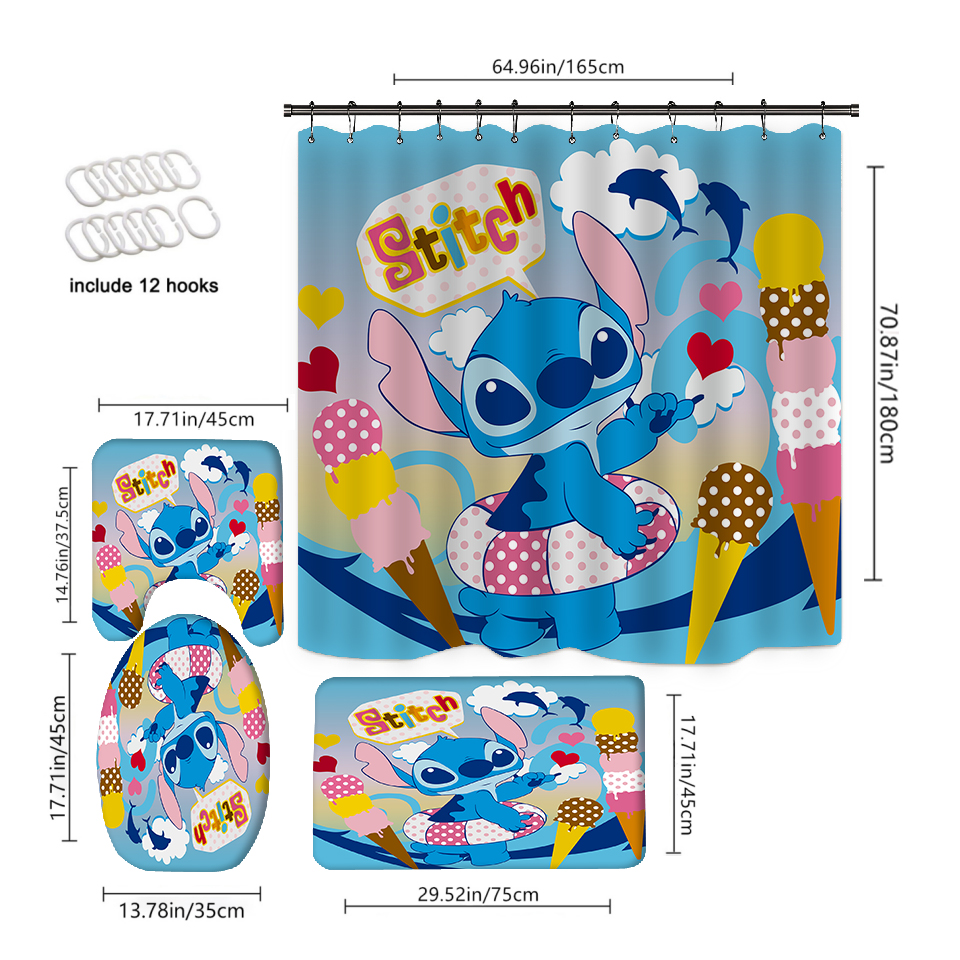 64.96in/165cm
Stitch
include 12 hooks
70.87in/180cm
17.71in/45cm
Stitch
14.76in/37.5cm
17.71in/45cm
Stitch
13.78in/35cm
Stitch
17.71in/45cm
29.52in/75cm